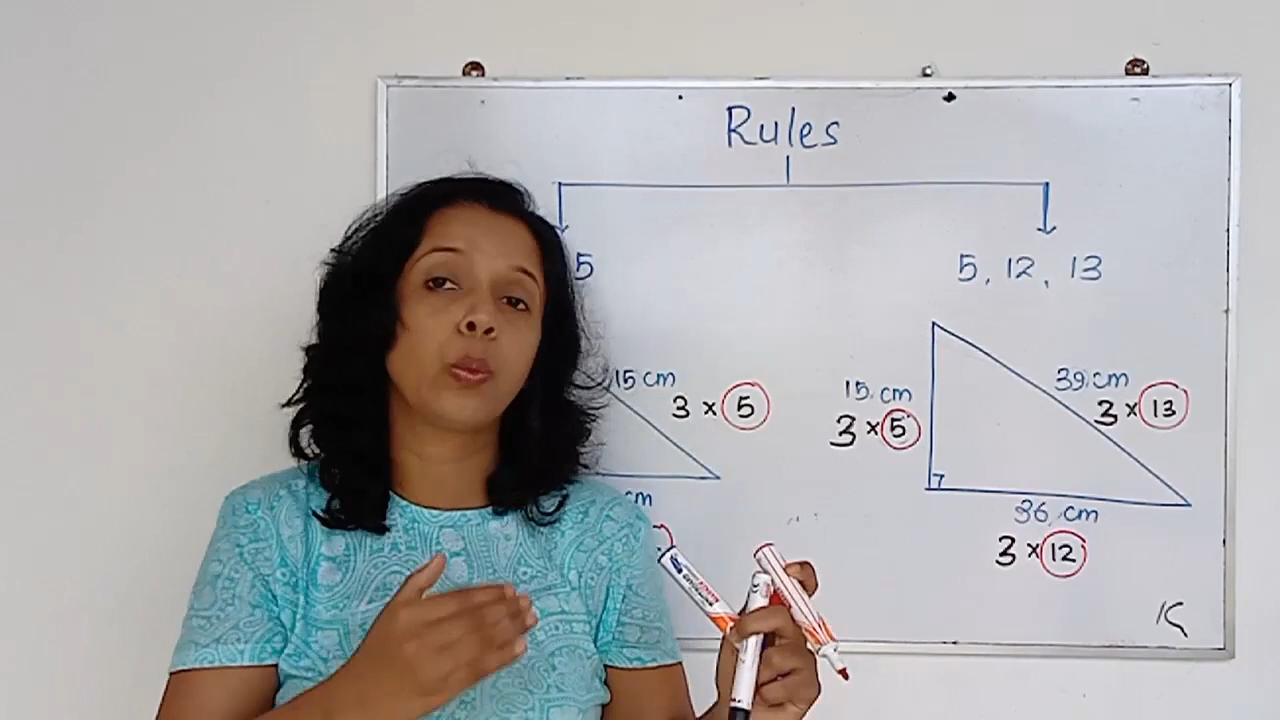 Rules
5
5, 12, 13
15 cm
3 × 5
cm
15 cm
3 × 5
39 cm
3 × 13
36 cm
3 × 12